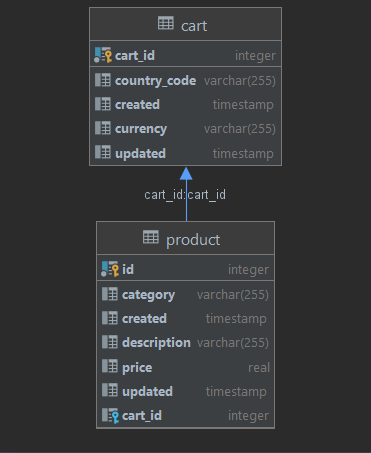 cart
cart_id integer
country_code varchar(255)
created timestamp
currency varchar(255)
updated timestamp
cart_id:cart_id
product
id integer
category varchar(255)
created timestamp
description varchar(255)
price real
updated timestamp
cart_id integer